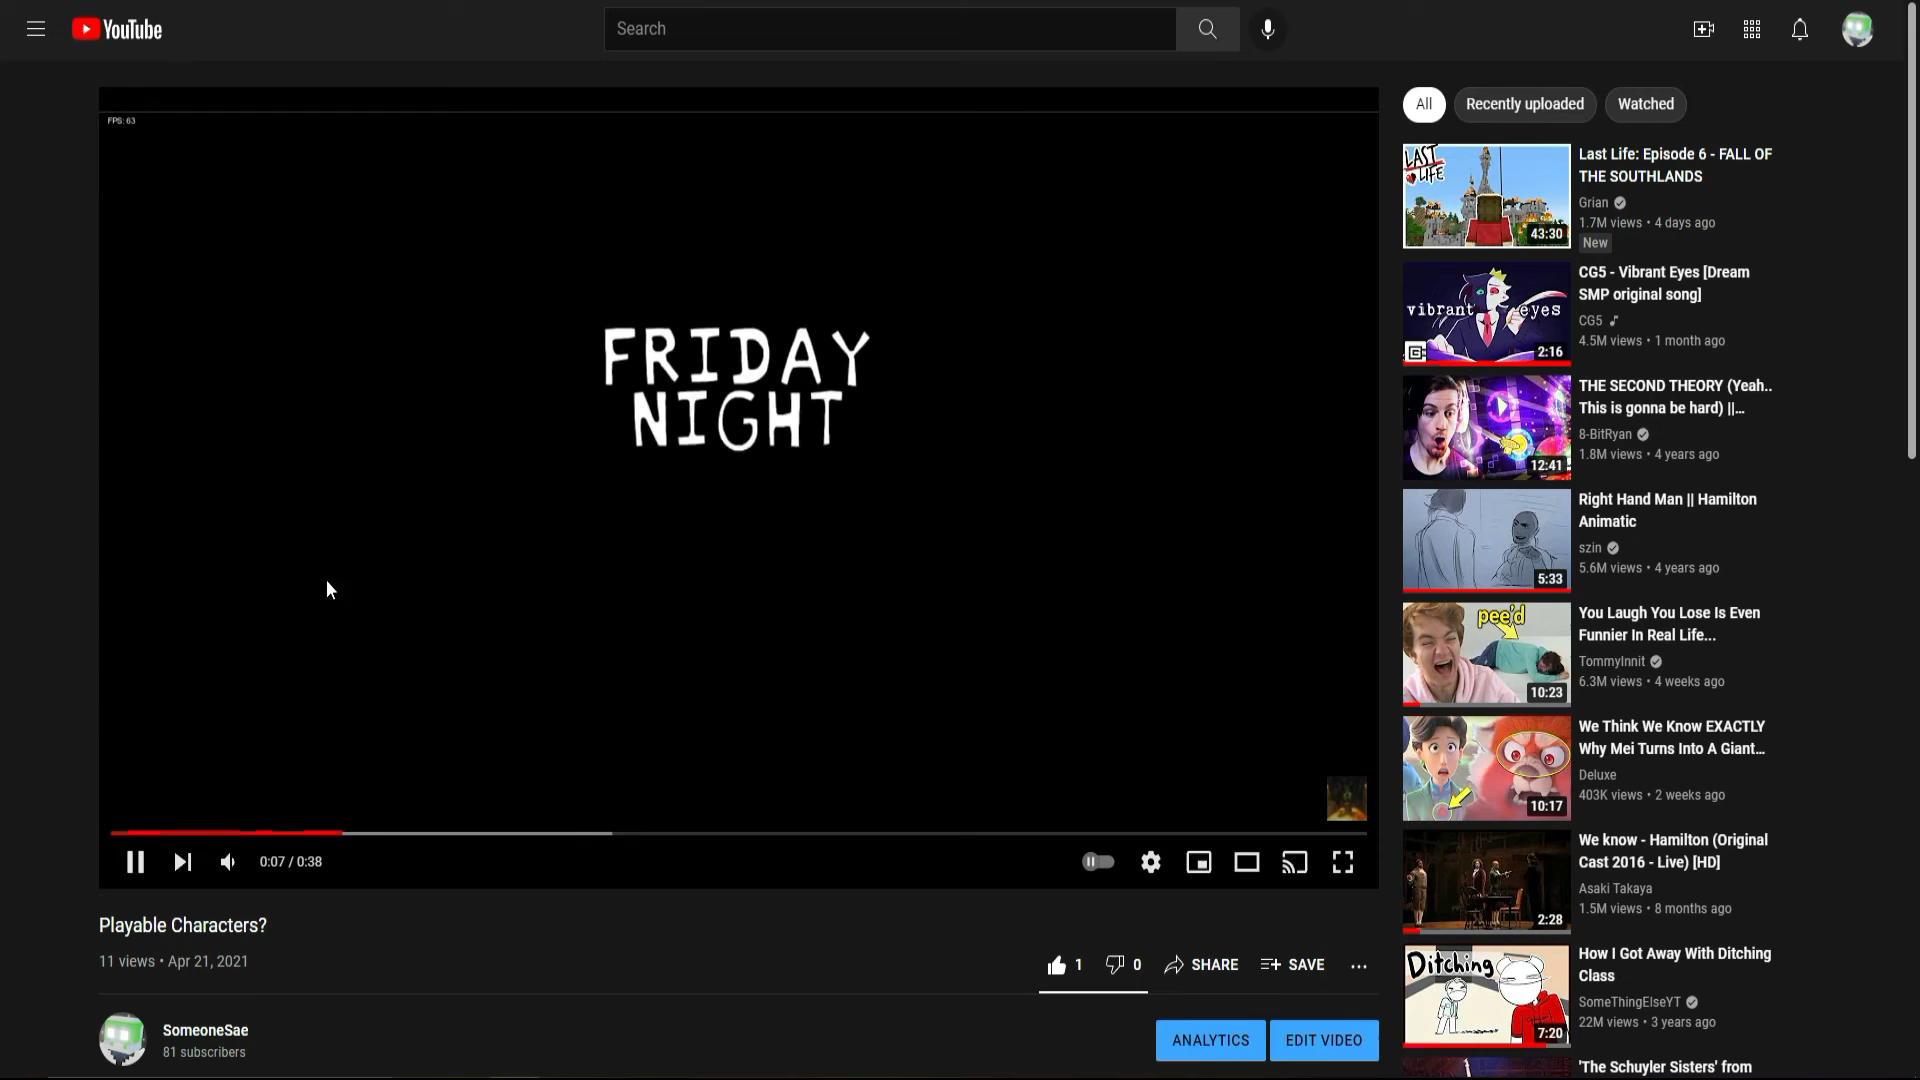 YouTube
Search
FPS: 63
FRIDAY
NIGHT
0:07 / 0:38
Playable Characters?
11 views • Apr 21, 2021
1
0
SHARE
SAVE
SomeoneSae
81 subscribers
ANALYTICS
EDIT VIDEO
All
Recently uploaded
Watched
LAST
LIFE
43:30
Last Life: Episode 6 - FALL OF
THE SOUTHLANDS
Grian
1.7M views • 4 days ago
New
vibrant eyes
2:16
CG5 - Vibrant Eyes [Dream
SMP original song]
CG5
4.5M views • 1 month ago
12:41
THE SECOND THEORY (Yeah..
This is gonna be hard) ||...
8-BitRyan
1.8M views • 4 years ago
5:33
Right Hand Man || Hamilton
Animatic
szin
5.6M views • 4 years ago
pee'd
10:23
You Laugh You Lose Is Even
Funnier In Real Life...
TommyInnit
6.3M views • 4 weeks ago
10:17
We Think We Know EXACTLY
Why Mei Turns Into A Giant...
Deluxe
403K views • 2 weeks ago
2:28
We know - Hamilton (Original
Cast 2016 - Live) [HD]
Asaki Takaya
1.5M views • 8 months ago
Ditching
7:20
How I Got Away With Ditching
Class
SomeThingElseYT
22M views • 3 years ago
'The Schuyler Sisters' from